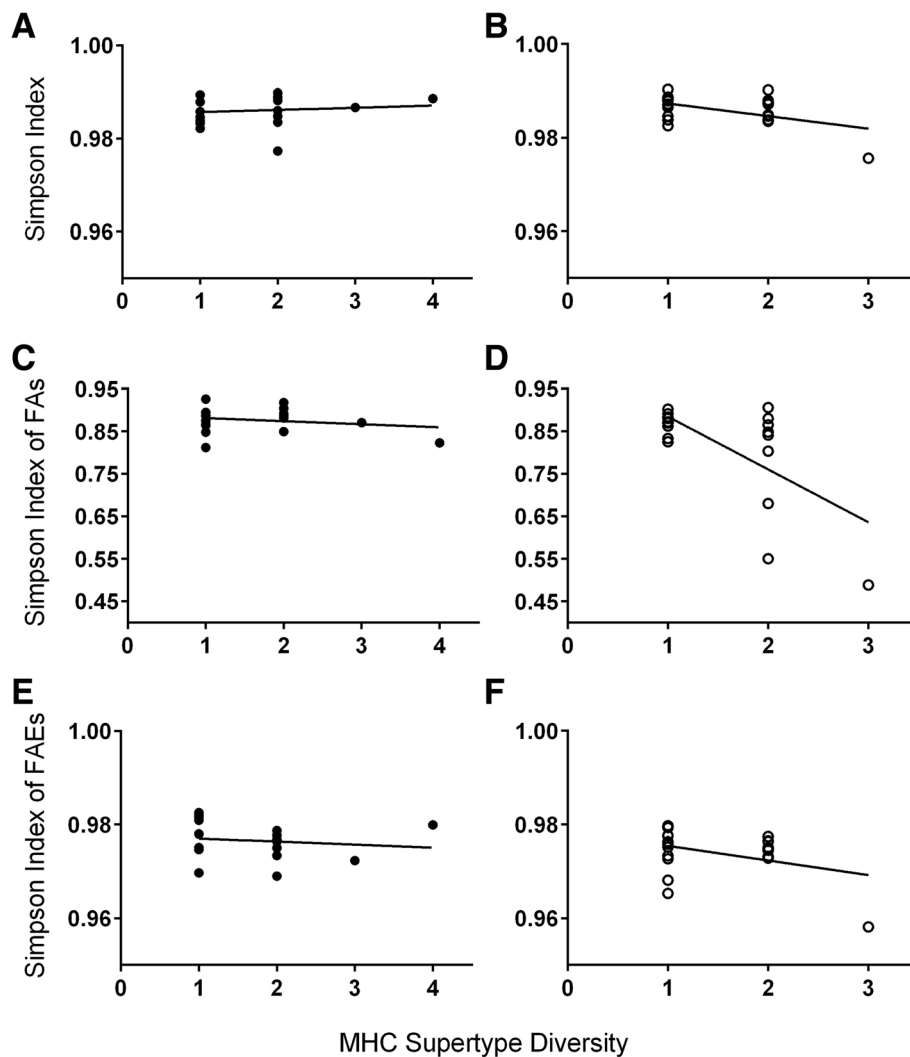 A
B
Simpson Index
1.00
0.98
0.96
0 1 2 3 4
1.00
0.98
0.96
0 1 2 3
C
D
Simpson Index of FAs
0.95
0.85
0.75
0.65
0.55
0.45
0 1 2 3 4
0.95
0.85
0.75
0.65
0.55
0.45
0 1 2 3
E
F
Simpson Index of FAEs
1.00
0.98
0.96
0 1 2 3 4
1.00
0.98
0.96
0 1 2 3
MHC Supertype Diversity